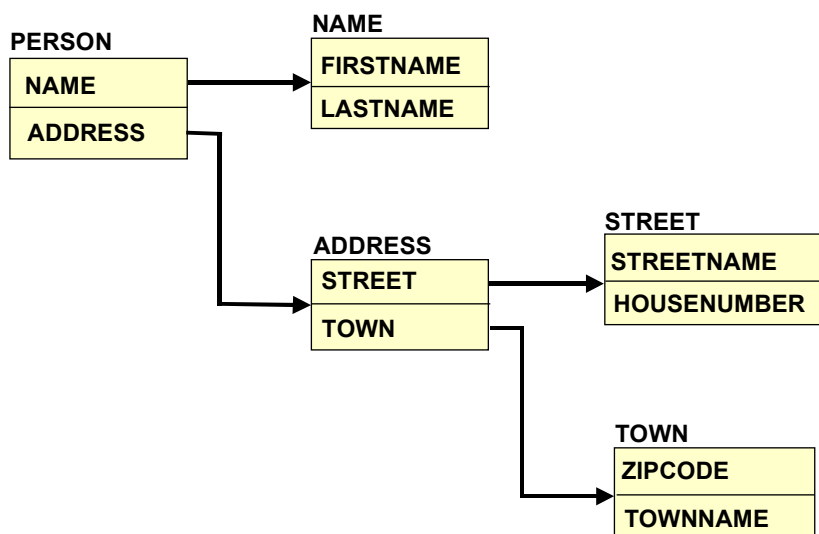 PERSON
NAME
ADDRESS
NAME
FIRSTNAME
LASTNAME
ADDRESS
STREET
TOWN
STREET
STREETNAME
HOUSENUMBER
TOWN
ZIPCODE
TOWNNAME